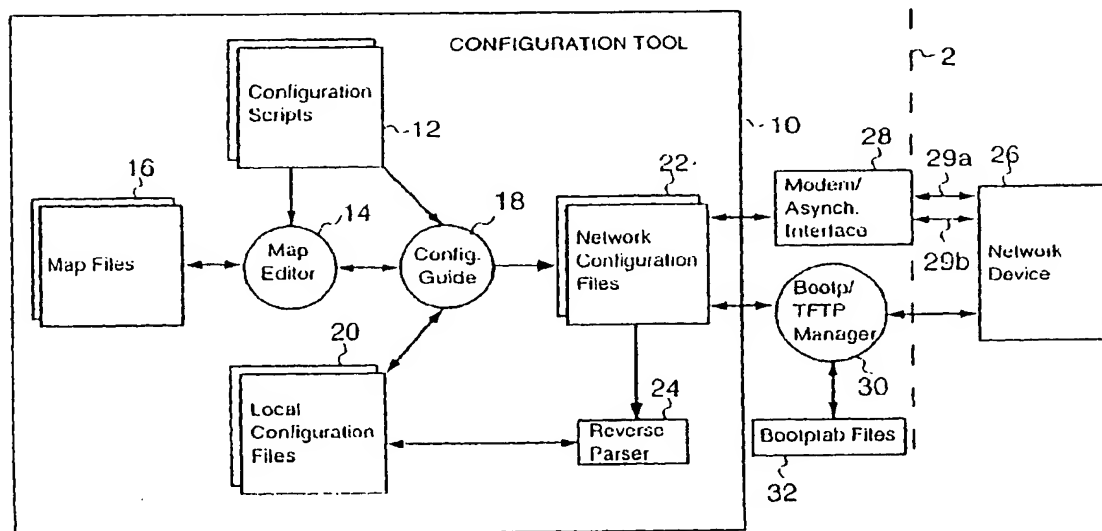 CONFIGURATION TOOL
2
Configuration
Scripts
12
10
28
29a
26
16
14
18
22
Modem/
Asynch.
Interface
Map Files
Map
Editor
Config.
Guide
Network
Configuration
Files
29b
Network
Device
Bootp/
TFTP
Manager
20
30
24
Local
Configuration
Files
Reverse
Parser
Bootptab Files
32